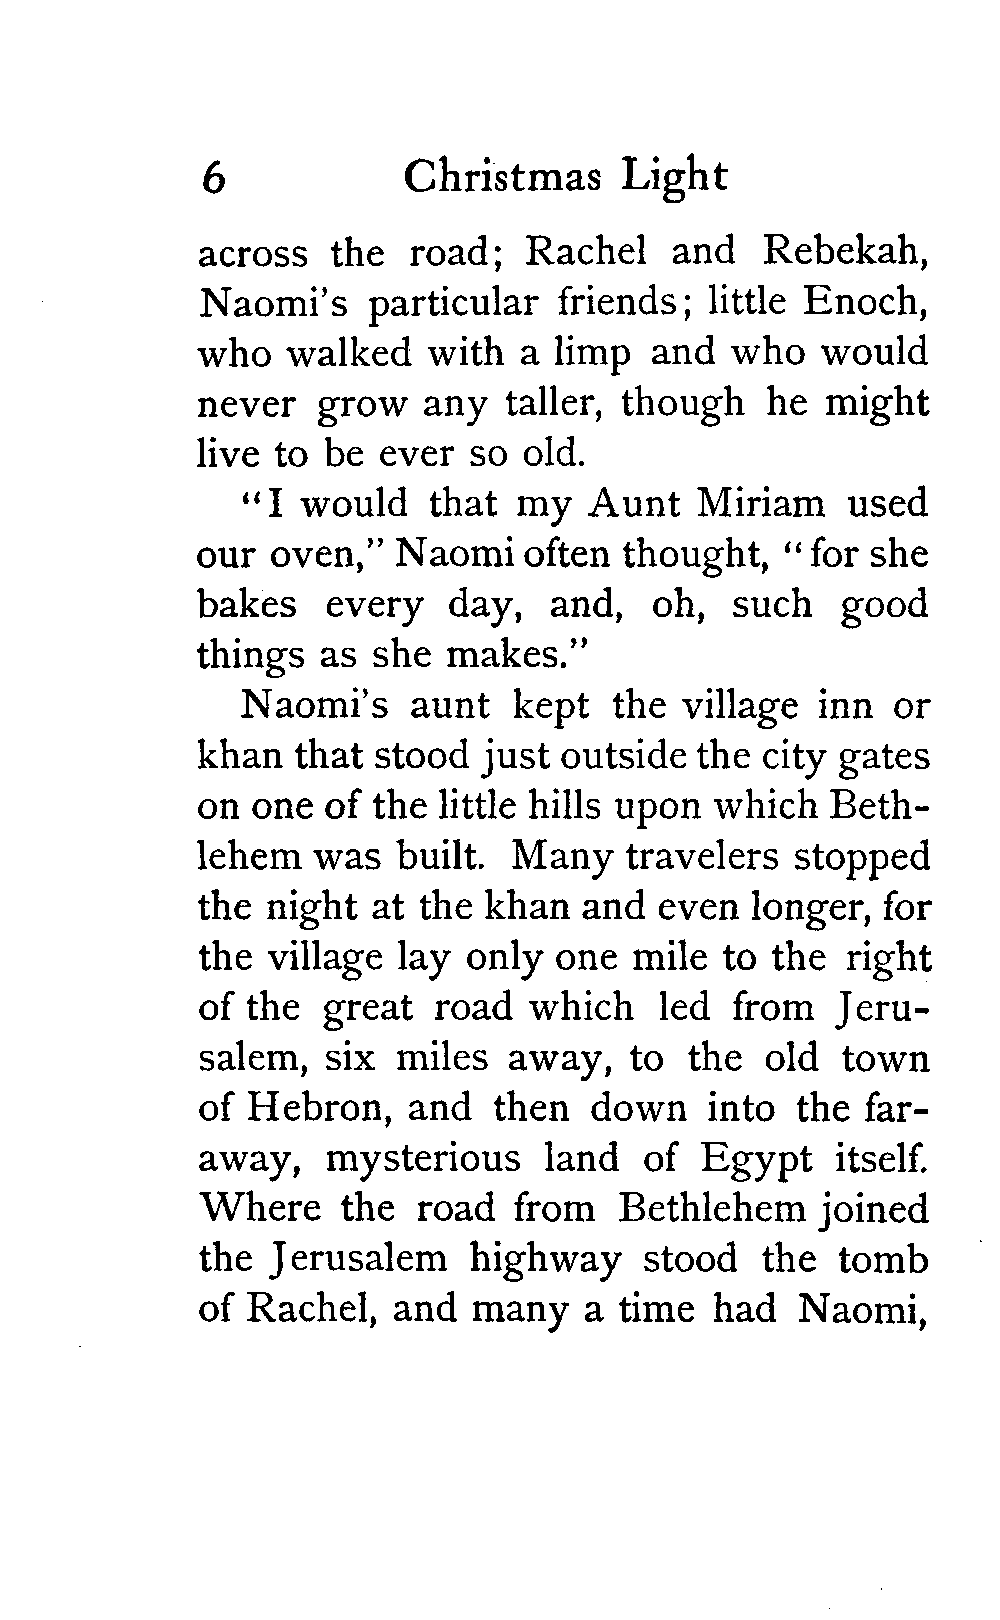 6 Christmas Light
across the road; Rachel and Rebekah,
Naomi's particular friends; little Enoch,
who walked with a limp and who would
never grow any taller, though he might
live to be ever so old.
"I would that my Aunt Miriam used
our oven," Naomi often thought, "for she
bakes every day, and, oh, such good
things as she makes."
Naomi's aunt kept the village inn or
khan that stood just outside the city gates
on one of the little hills upon which Beth-
lehem was built. Many travelers stopped
the night at the khan and even longer, for
the village lay only one mile to the right
of the great road which led from Jeru-
salem, six miles away, to the old town
of Hebron, and then down into the far-
away, mysterious land of Egypt itself.
Where the road from Bethlehem joined
the Jerusalem highway stood the tomb
of Rachel, and many a time had Naomi,